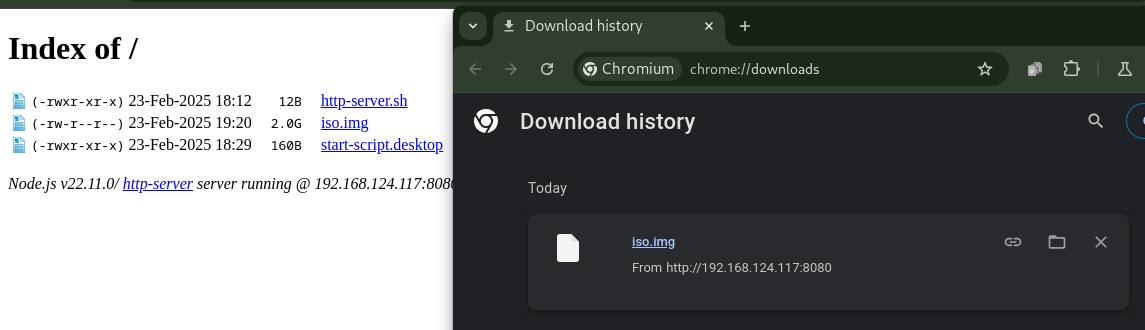 Index of /
(-rwxr-xr-x) 23-Feb-2025 18:12 12B http-server.sh
(-rw-r--r--) 23-Feb-2025 19:20 2.0G iso.img
(-rwxr-xr-x) 23-Feb-2025 18:29 160B start-script.desktop
Node.js v22.11.0/ http-server server running @ 192.168.124.117:8080
Download history
Chromium chrome://downloads
Download history
Today
iso.img
From http://192.168.124.117:8080